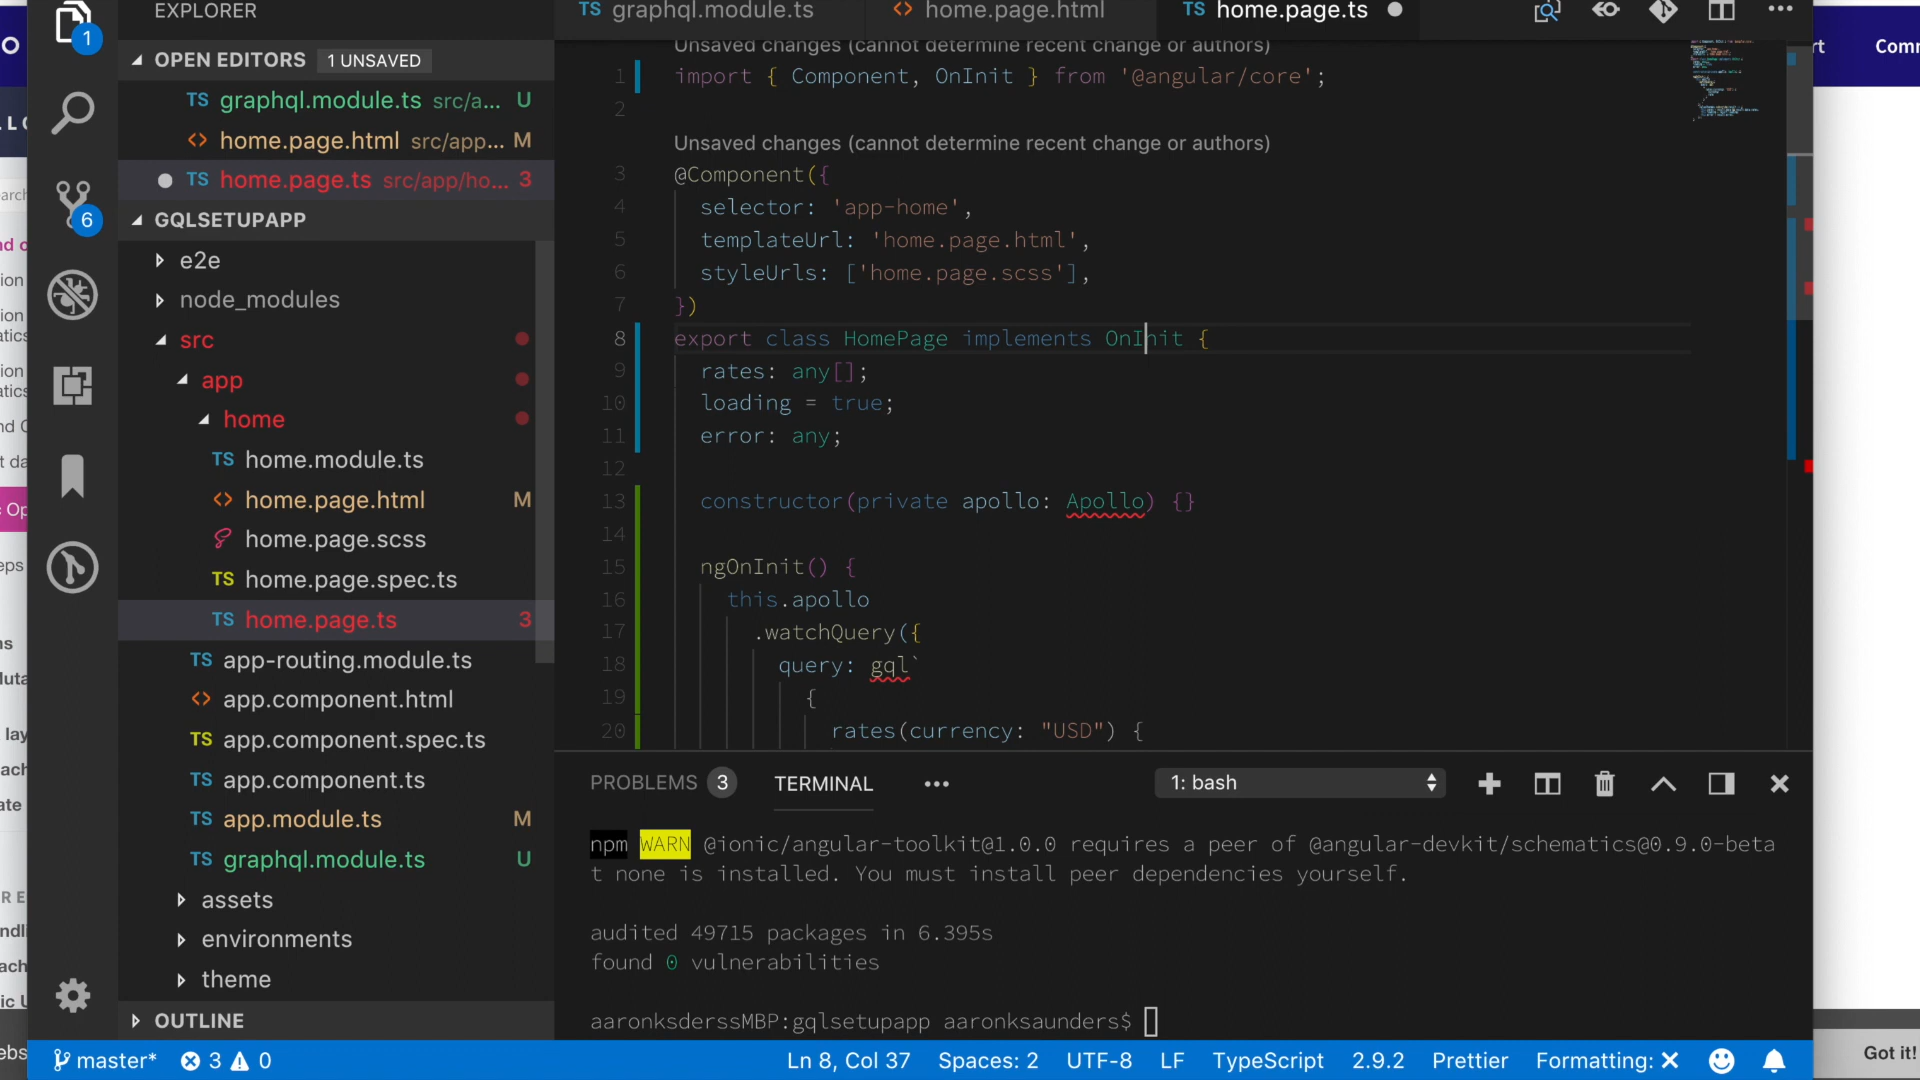 EXPLORER
OPEN EDITORS 1 UNSAVED
TS graphql.module.ts src/a... U
<> home.page.html src/app... M
TS home.page.ts src/app/ho... 3
GQLSETUPAPP
e2e
node_modules
src
app
home
TS home.module.ts
<> home.page.html M
home.page.scss
TS home.page.spec.ts
TS home.page.ts 3
TS app-routing.module.ts
<> app.component.html
TS app.component.spec.ts
TS app.component.ts
TS app.module.ts M
TS graphql.module.ts U
assets
environments
theme
OUTLINE
1
6
TS graphql.module.ts
<> home.page.html
TS home.page.ts
Unsaved changes (cannot determine recent change or authors)
1 import { Component, OnInit } from '@angular/core';
2
Unsaved changes (cannot determine recent change or authors)
3 @Component({
4 selector: 'app-home',
5 templateUrl: 'home.page.html',
6 styleUrls: ['home.page.scss'],
7 })
8 export class HomePage implements OnInit {
9 rates: any[];
10 loading = true;
11 error: any;
12
13 constructor(private apollo: Apollo) {}
14
15 ngOnInit() {
16 this.apollo
17 .watchQuery({
18 query: gql`
19 {
20 rates(currency: "USD") {
PROBLEMS 3 TERMINAL ••• 1: bash
npm WARN @ionic/angular-toolkit@1.0.0 requires a peer of @angular-devkit/schematics@0.9.0-beta
t none is installed. You must install peer dependencies yourself.
audited 49715 packages in 6.395s
found 0 vulnerabilities
aaronksderssMBP:gqlsetupapp aaronksaunders$
master* 3 0 Ln 8, Col 37 Spaces: 2 UTF-8 LF TypeScript 2.9.2 Prettier Formatting: ✕
Got it!